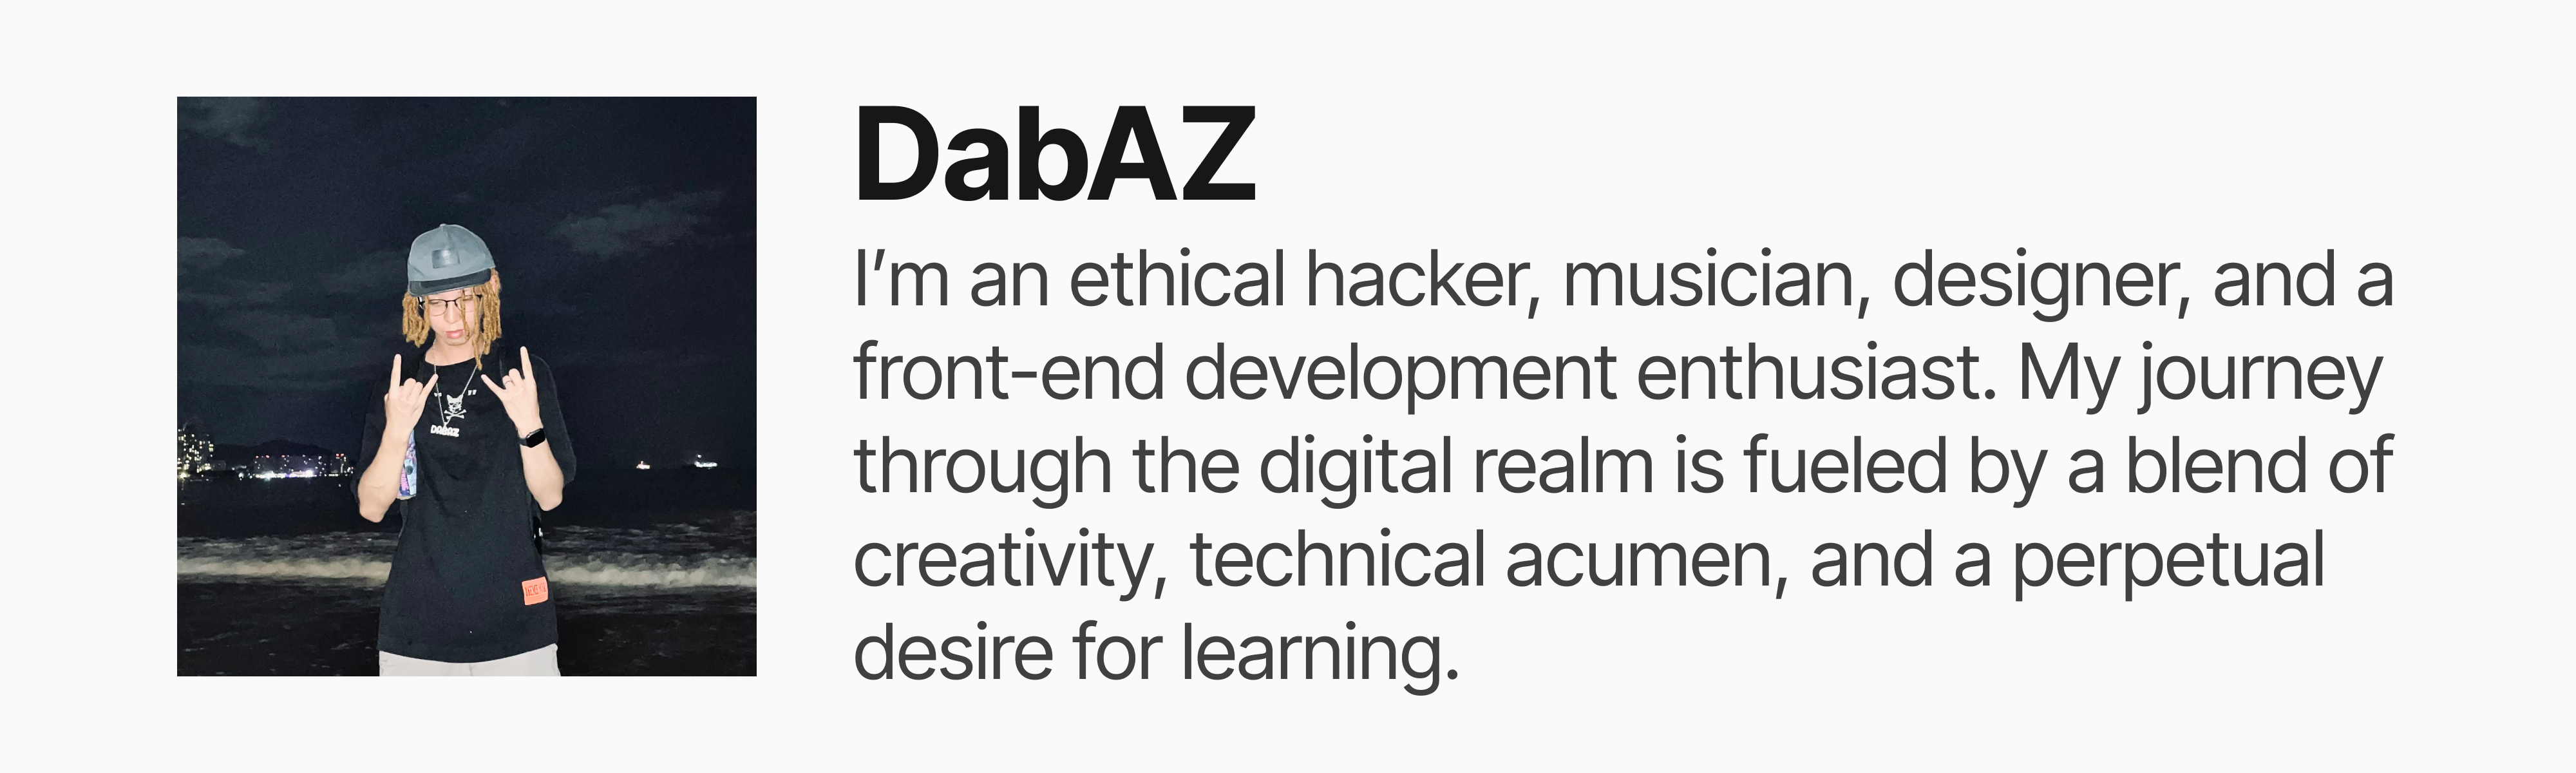 DabAZ
I’m an ethical hacker, musician, designer, and a
front-end development enthusiast. My journey
through the digital realm is fueled by a blend of
creativity, technical acumen, and a perpetual
desire for learning.
DABAZ